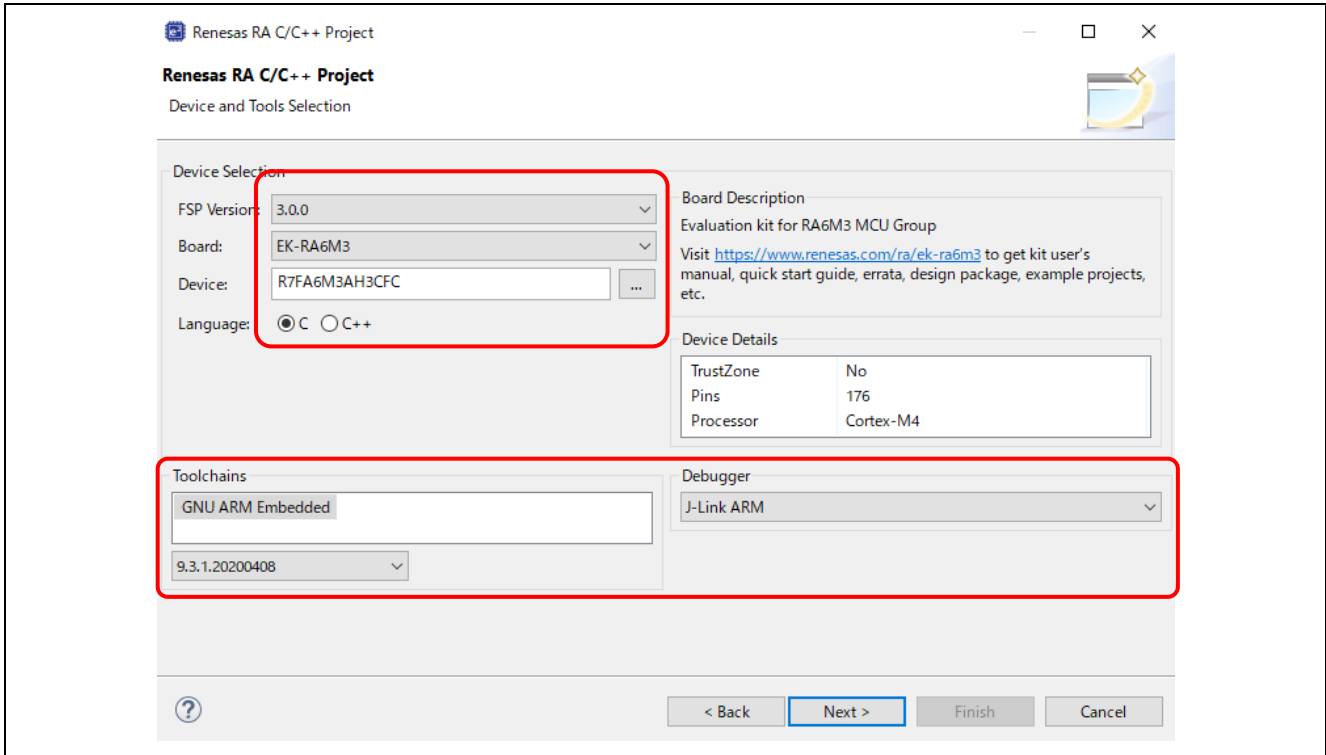 Renesas RA C/C++ Project
Renesas RA C/C++ Project
Device and Tools Selection
Device Selection
FSP Version: 3.0.0
Board: EK-RA6M3
Device: R7FA6M3AH3CFC ...
Language: C C++
Board Description
Evaluation kit for RA6M3 MCU Group
Visit https://www.renesas.com/ra/ek-ra6m3 to get kit user's
manual, quick start guide, errata, design package, example projects,
etc.
Device Details
TrustZone No
Pins 176
Processor Cortex-M4
Toolchains
GNU ARM Embedded
9.3.1.20200408
Debugger
J-Link ARM
? < Back Next > Finish Cancel